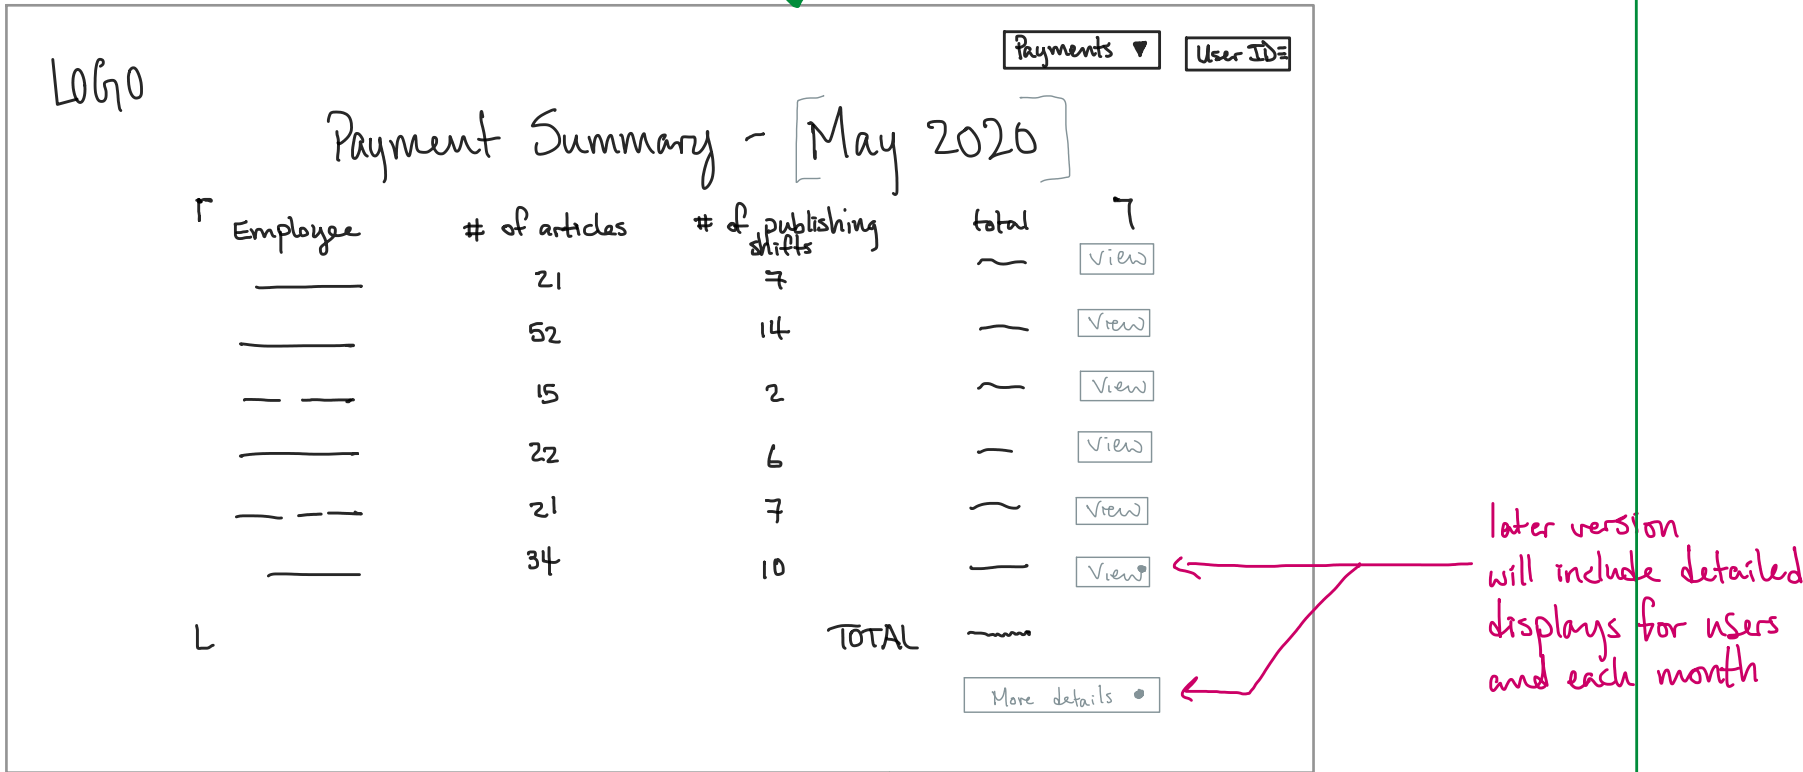 LOGO
Payments ▼
User ID
Payment Summary - [May 2020]
Employee # of articles # of publishing shifts total
21 7 View
52 14 View
15 2 View
22 6 View
21 7 View
34 10 View
TOTAL
More details
later version
will include detailed
displays for users
and each month